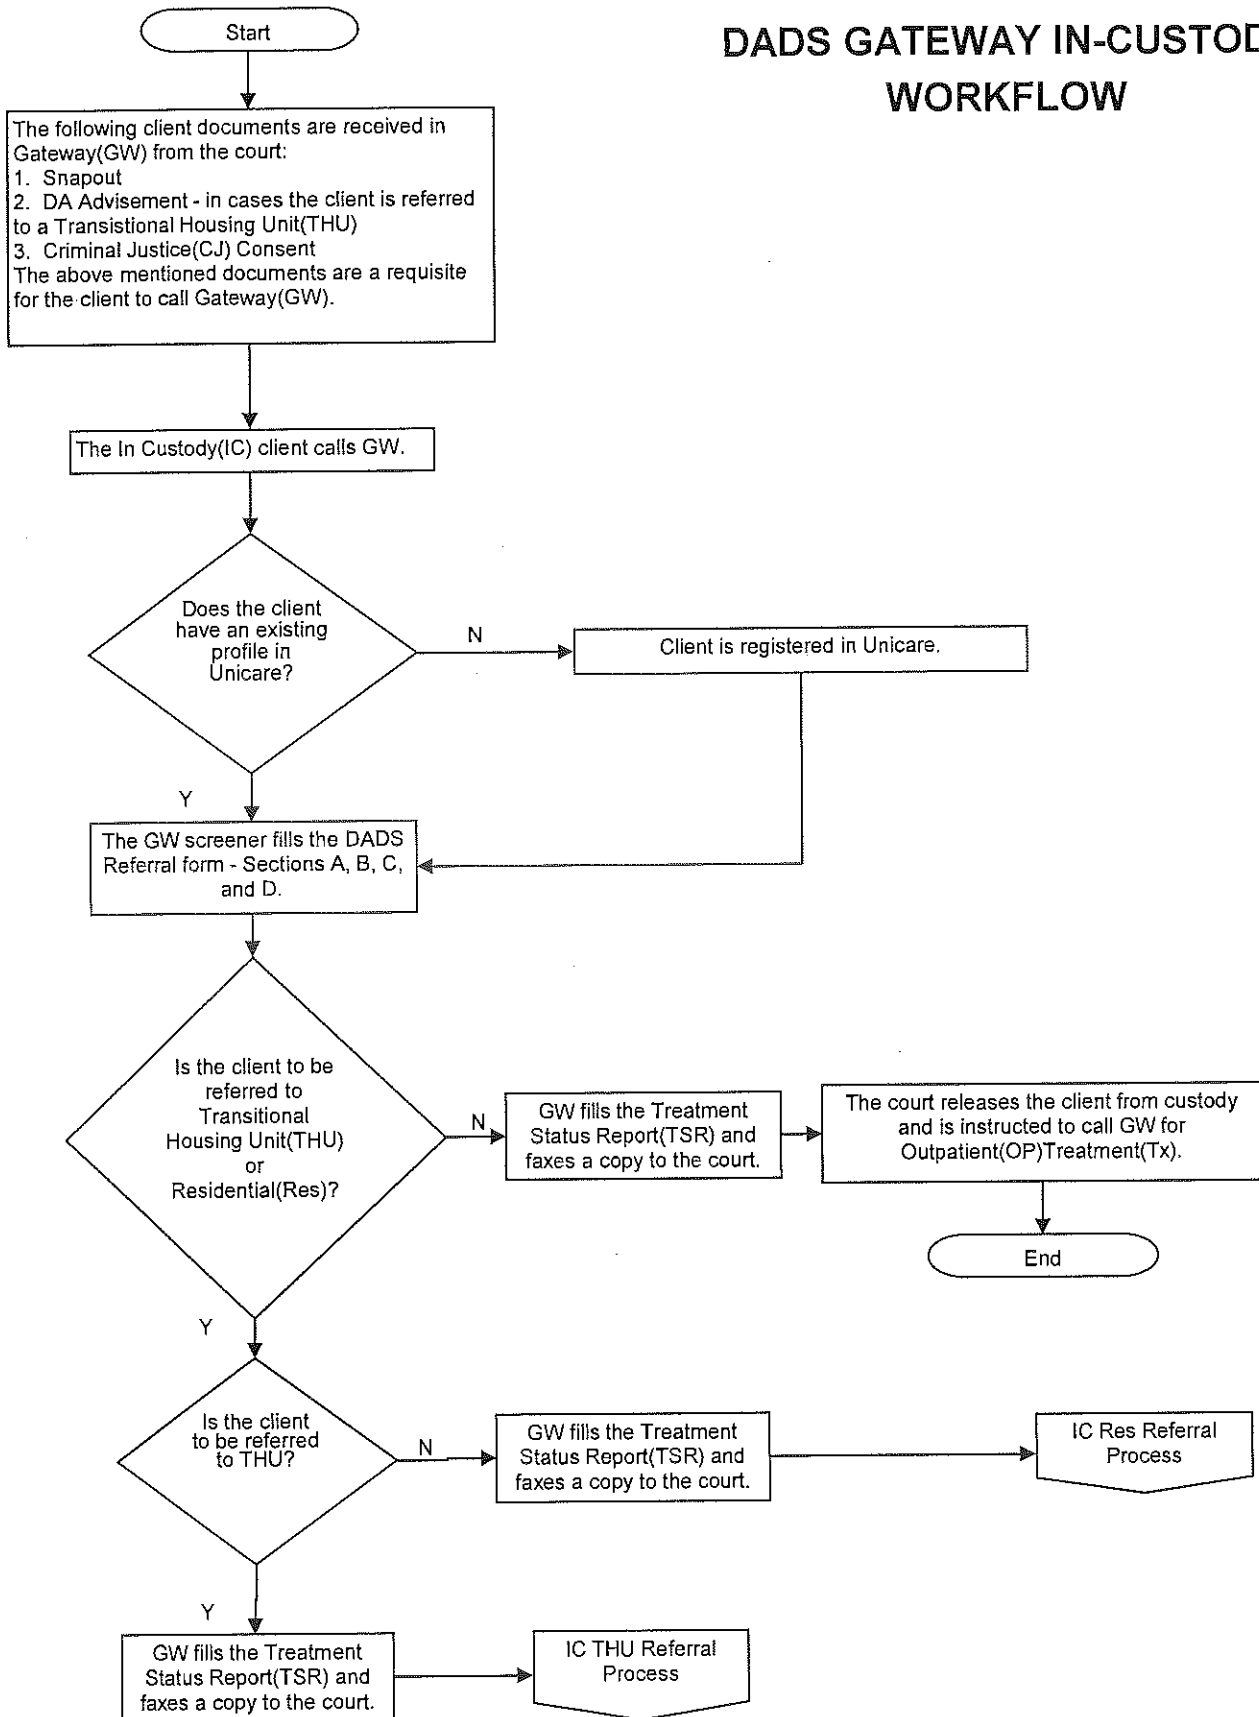 DADS GATEWAY IN-CUSTOD
WORKFLOW
Start
The following client documents are received in
Gateway(GW) from the court:
1. Snapout
2. DA Advisement - in cases the client is referred
to a Transistional Housing Unit(THU)
3. Criminal Justice(CJ) Consent
The above mentioned documents are a requisite
for the client to call Gateway(GW).
The In Custody(IC) client calls GW.
Does the client
have an existing
profile in
Unicare?
N
Client is registered in Unicare.
Y
The GW screener fills the DADS
Referral form - Sections A, B, C,
and D.
Is the client to be
referred to
Transitional
Housing Unit(THU)
or
Residential(Res)?
N
GW fills the Treatment
Status Report(TSR) and
faxes a copy to the court.
The court releases the client from custody
and is instructed to call GW for
Outpatient(OP)Treatment(Tx).
End
Y
Is the client
to be referred
to THU?
N
GW fills the Treatment
Status Report(TSR) and
faxes a copy to the court.
IC Res Referral
Process
Y
GW fills the Treatment
Status Report(TSR) and
faxes a copy to the court.
IC THU Referral
Process